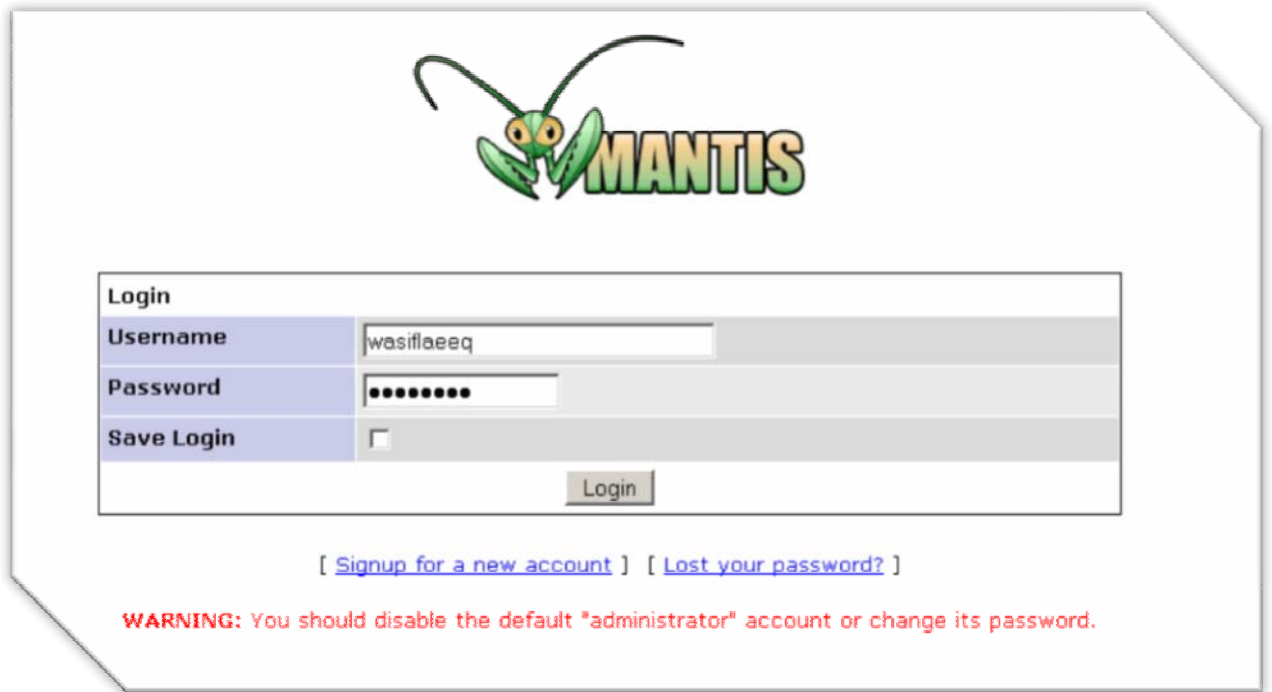 MANTIS
Login
Username wasiflaeeq
Password ••••••••
Save Login
Login
[ Signup for a new account ] [ Lost your password? ]
WARNING: You should disable the default "administrator" account or change its password.